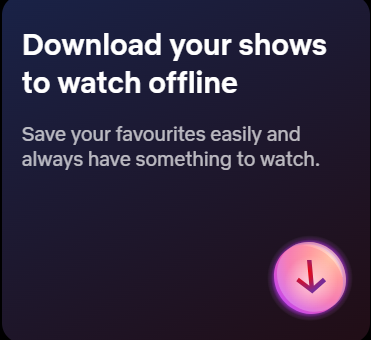 Download your shows
to watch offline
Save your favourites easily and
always have something to watch.